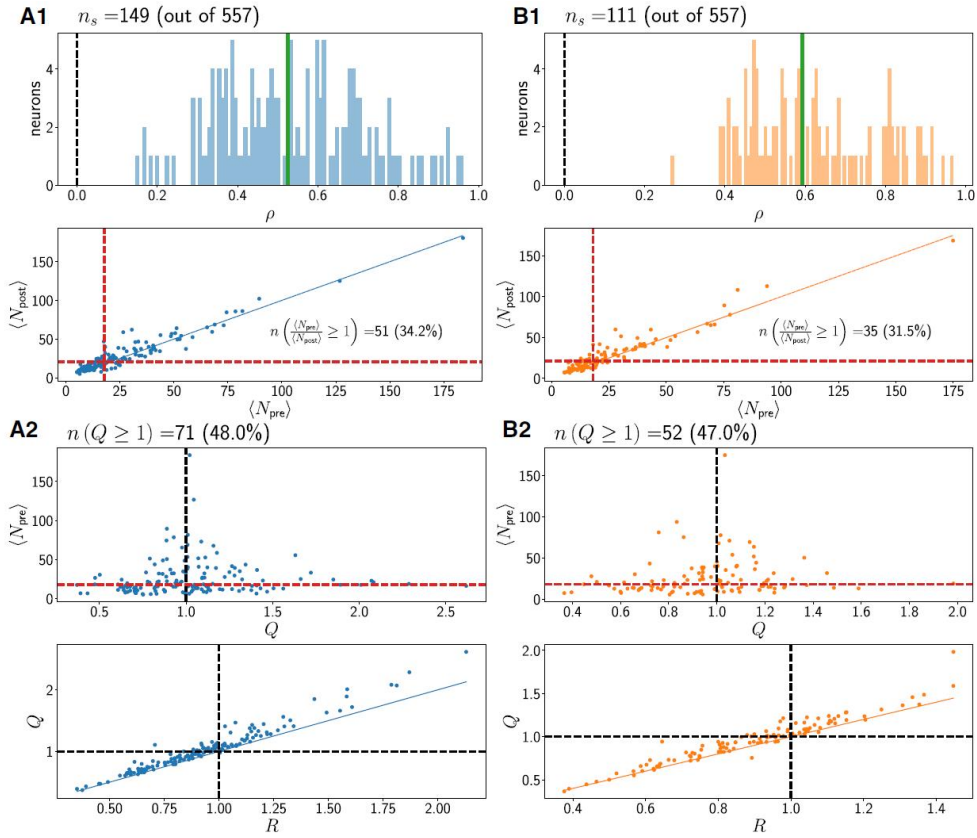 A1
n_s =149 (out of 557)
neurons
4
2
0
0.0 0.2 0.4 0.6 0.8 1.0
ρ
⟨N_post⟩
150
100
50
0
n(⟨N_pre⟩/⟨N_post⟩ ≥ 1) =51 (34.2%)
0 25 50 75 100 125 150 175
⟨N_pre⟩
A2
n (Q ≥ 1) =71 (48.0%)
⟨N_pre⟩
150
100
50
0
0.5 1.0 1.5 2.0 2.5
Q
Q
2
1
0.50 0.75 1.00 1.25 1.50 1.75 2.00
R
B1
n_s =111 (out of 557)
neurons
4
2
0
0.0 0.2 0.4 0.6 0.8 1.0
ρ
⟨N_post⟩
150
100
50
0
n(⟨N_pre⟩/⟨N_post⟩ ≥ 1) =35 (31.5%)
0 25 50 75 100 125 150 175
⟨N_pre⟩
B2
n (Q ≥ 1) =52 (47.0%)
⟨N_pre⟩
150
100
50
0
0.4 0.6 0.8 1.0 1.2 1.4 1.6 1.8 2.0
Q
Q
2.0
1.5
1.0
0.5
0.4 0.6 0.8 1.0 1.2 1.4
R